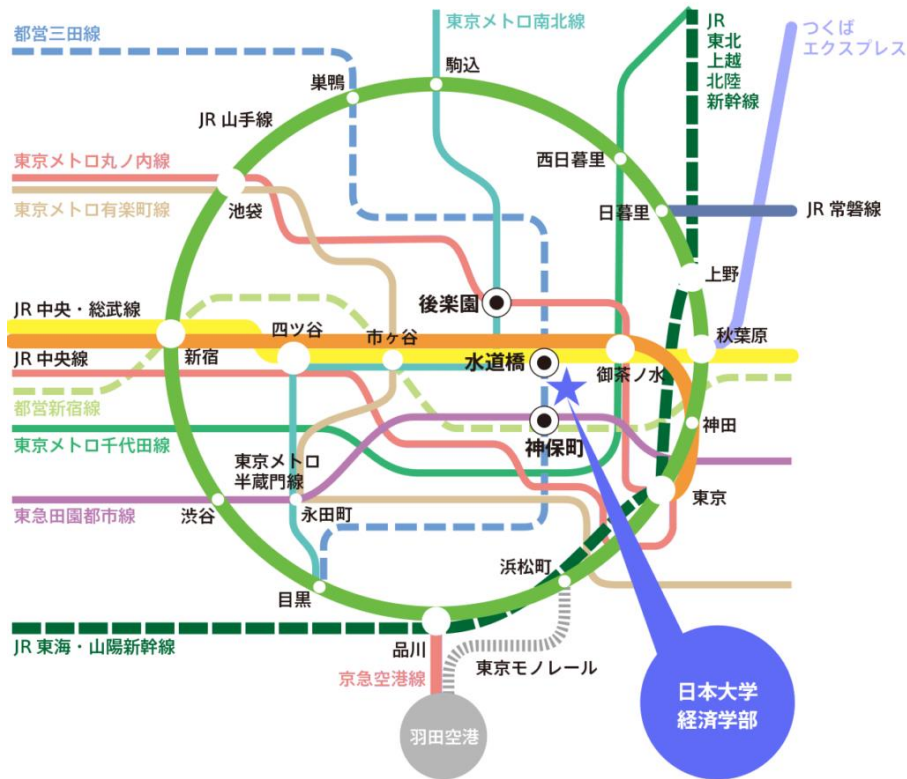 都営三田線
東京メトロ南北線
JR
東北
上越
北陸
新幹線
つくば
エクスプレス
駒込
巣鴨
JR 山手線
東京メトロ丸ノ内線
東京メトロ有楽町線
池袋
西日暮里
日暮里
JR 常磐線
上野
後楽園
JR 中央・総武線
四ツ谷
市ヶ谷
水道橋
秋葉原
新宿
御茶ノ水
JR 中央線
都営新宿線
神田
神保町
東京メトロ千代田線
東京メトロ
半蔵門線
東急田園都市線
渋谷
永田町
東京
浜松町
目黒
JR 東海・山陽新幹線
品川
東京モノレール
京急空港線
羽田空港
日本大学
経済学部